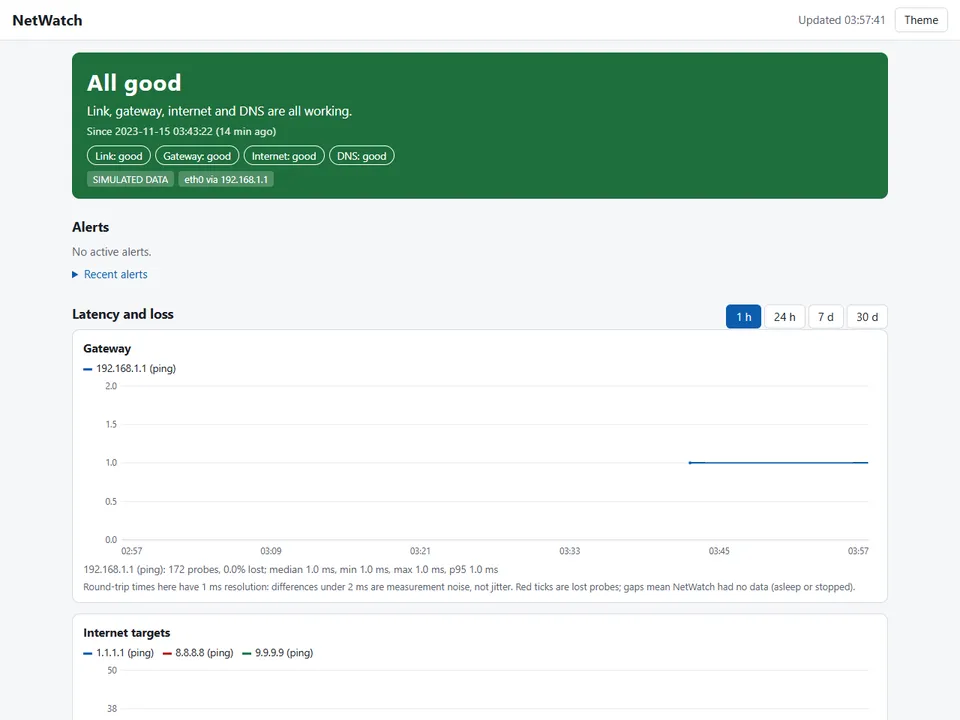 NetWatch
Updated 03:57:41
Theme
All good
Link, gateway, internet and DNS are all working.
Since 2023-11-15 03:43:22 (14 min ago)
Link: good Gateway: good Internet: good DNS: good
SIMULATED DATA eth0 via 192.168.1.1
Alerts
No active alerts.
Recent alerts
Latency and loss
1 h 24 h 7 d 30 d
Gateway
192.168.1.1 (ping)
2.0
1.5
1.0
0.5
0.0
02:57 03:09 03:21 03:33 03:45 03:57
192.168.1.1 (ping): 172 probes, 0.0% lost; median 1.0 ms, min 1.0 ms, max 1.0 ms, p95 1.0 ms
Round-trip times here have 1 ms resolution: differences under 2 ms are measurement noise, not jitter. Red ticks are lost probes; gaps mean NetWatch had no data (asleep or stopped).
Internet targets
1.1.1.1 (ping) 8.8.8.8 (ping) 9.9.9.9 (ping)
50
38